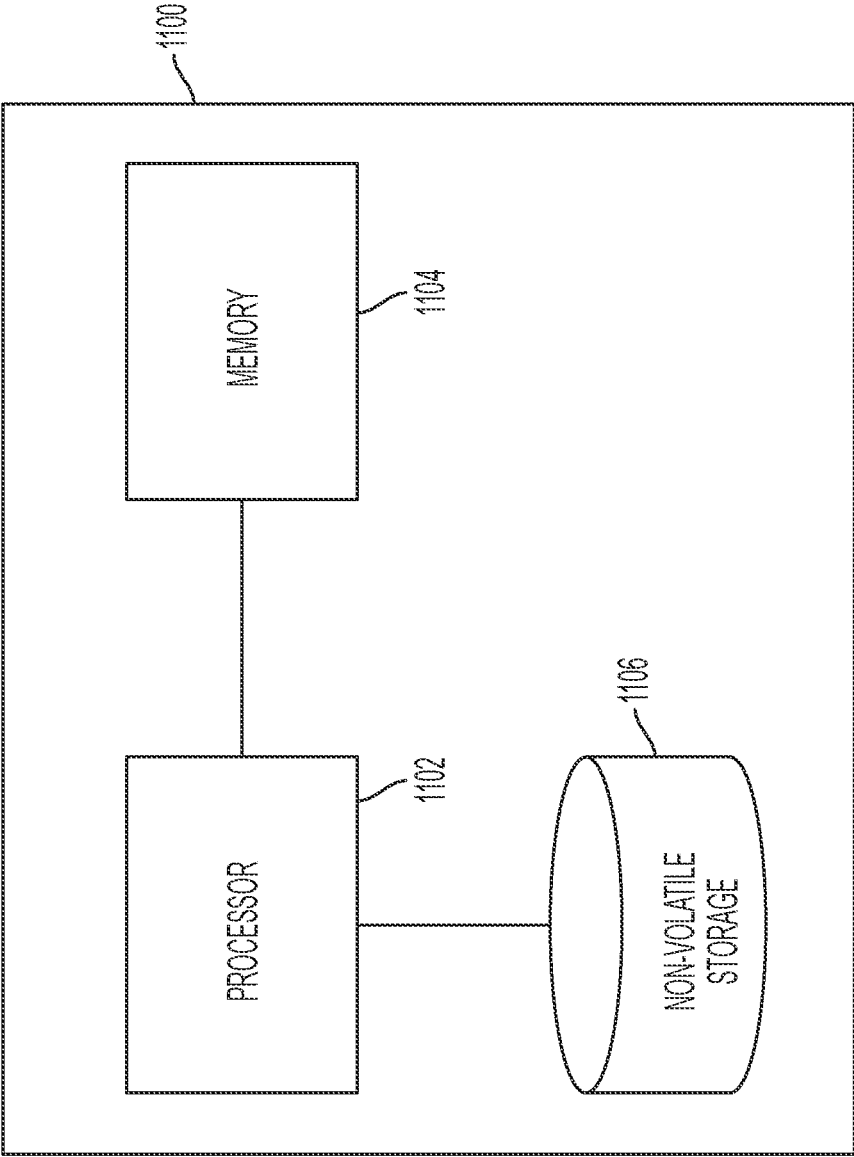 1100
PROCESSOR
1102
MEMORY
1104
NON-VOLATILE
STORAGE
1106